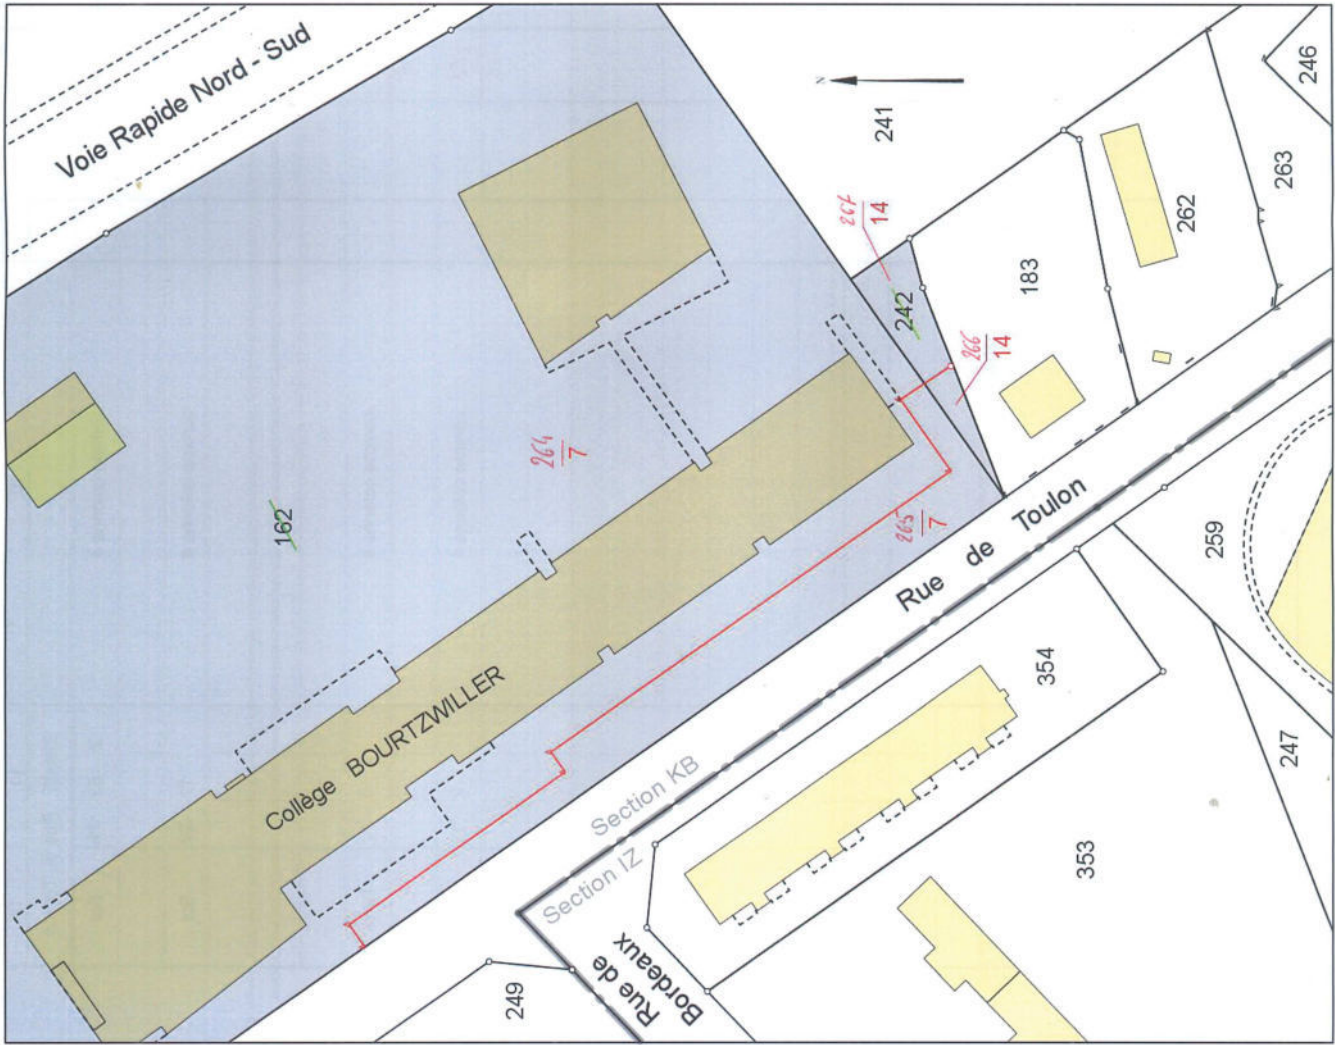 Voie Rapide Nord - Sud
246
N
241
263
267
14
262
242
183
266
14
264
7
162
265
7
Rue de Toulon
259
Collège BOURTZWILLER
354
Section KB
247
Section IZ
353
Rue de
Bordeaux
249